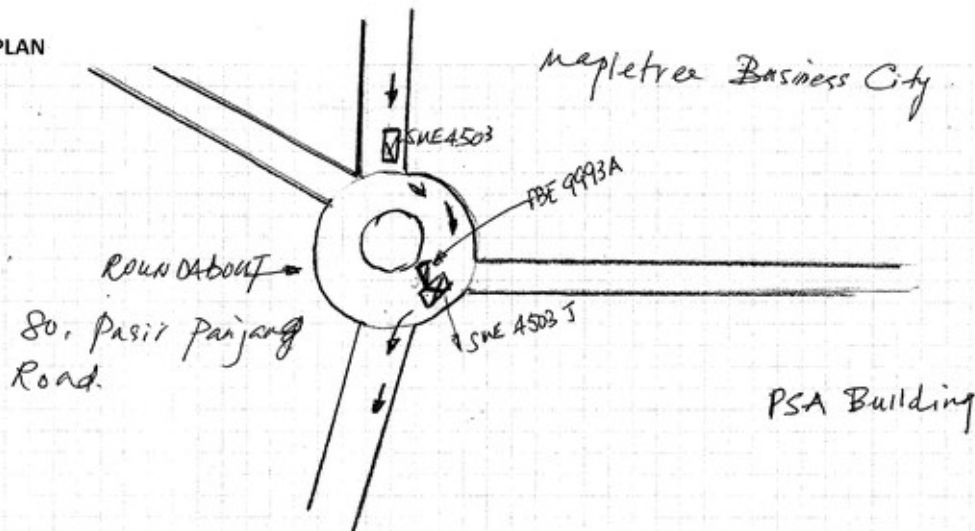 PLAN
Mapletree Business City
SNE4503
FBE 9993A
ROUNDABOUT
80, Pasir Panjang
Road.
SNE 4503 J
PSA Building